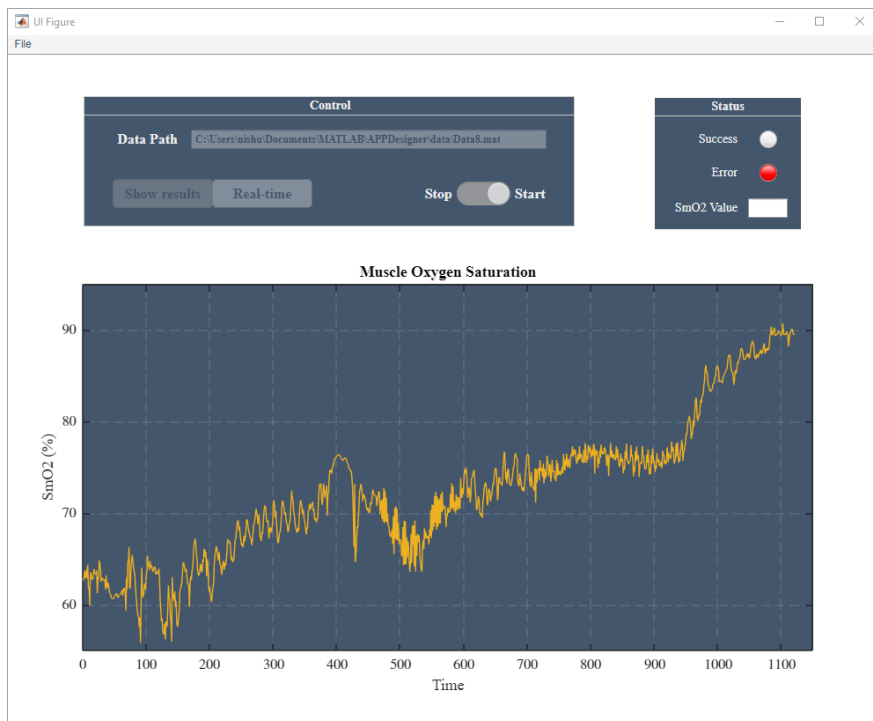 UI Figure
File
Control
Data Path C:\Users\nishu\Documents\MATLAB\APPDesigner\data\Data8.mat
Show results Real-time Stop Start
Status
Success
Error
SmO2 Value
Muscle Oxygen Saturation
90
80
70
60
SmO2 (%)
0 100 200 300 400 500 600 700 800 900 1000 1100
Time